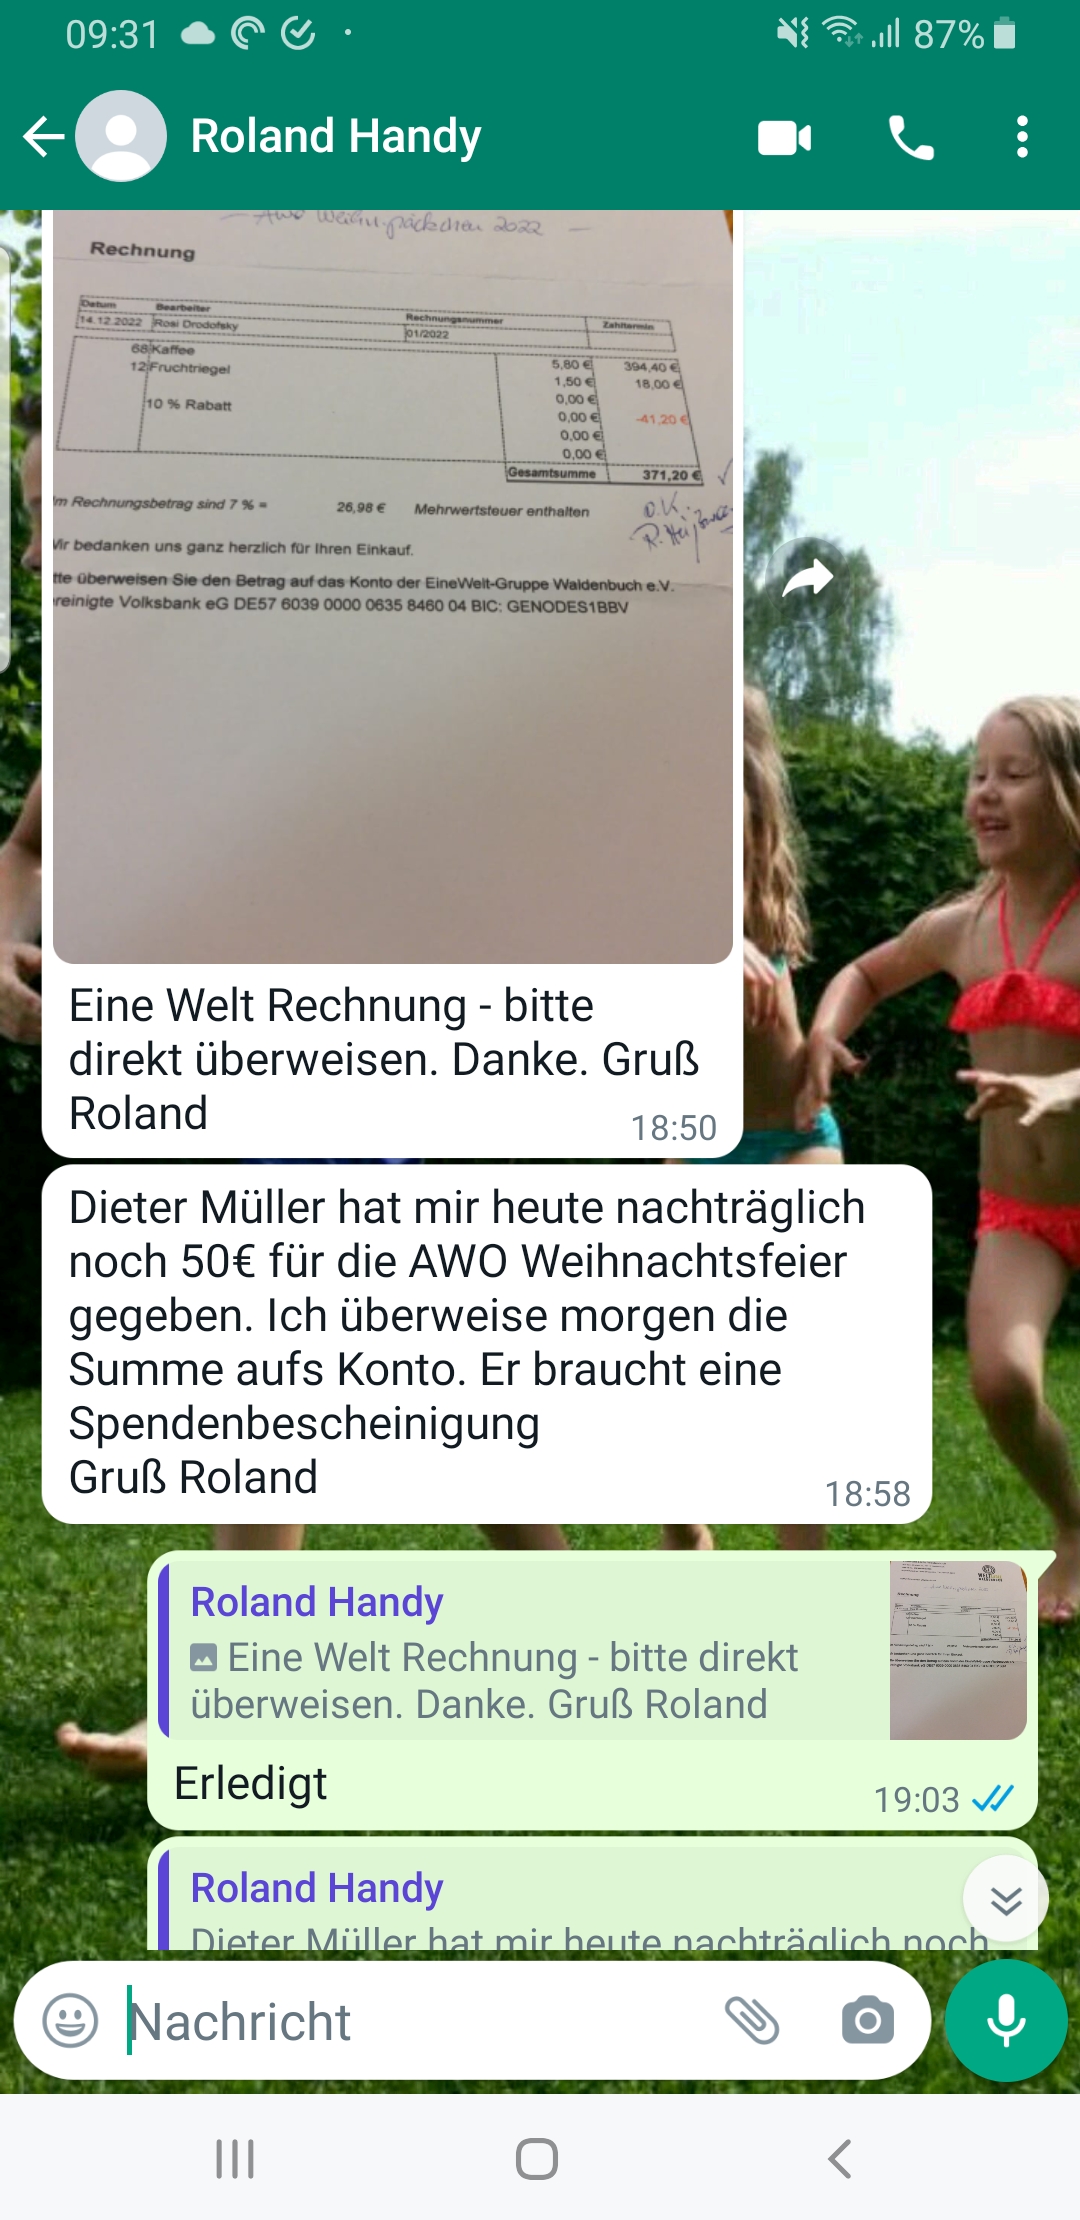 09:31
87%
Roland Handy
AWO Weihn.päckchen 2022
Rechnung
Datum Bearbeiter Rechnungsnummer Zahltermin
14.12.2022 Rosi Drodofsky 01/2022
68 Kaffee 5,80 € 394,40 €
12 Fruchtriegel 1,50 € 18,00 €
0,00 €
10 % Rabatt 0,00 € -41,20 €
0,00 €
0,00 €
Gesamtsumme 371,20 €
m Rechnungsbetrag sind 7 % = 26,98 € Mehrwertsteuer enthalten
O.K.
Wir bedanken uns ganz herzlich für Ihren Einkauf.
tte überweisen Sie den Betrag auf das Konto der EineWelt-Gruppe Waldenbuch e.V.
reinigte Volksbank eG DE57 6039 0000 0635 8460 04 BIC: GENODES1BBV
Eine Welt Rechnung - bitte
direkt überweisen. Danke. Gruß
Roland
18:50
Dieter Müller hat mir heute nachträglich
noch 50€ für die AWO Weihnachtsfeier
gegeben. Ich überweise morgen die
Summe aufs Konto. Er braucht eine
Spendenbescheinigung
Gruß Roland
18:58
Roland Handy
Eine Welt Rechnung - bitte direkt
überweisen. Danke. Gruß Roland
Erledigt
19:03
Roland Handy
Dieter Müller hat mir heute nachträglich noch
Nachricht